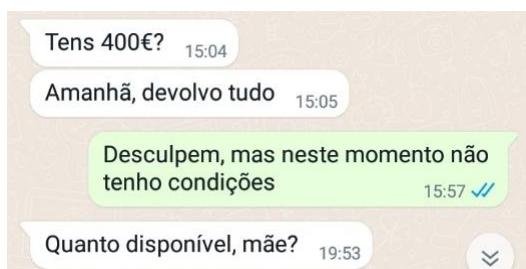 Tens 400€? 15:04
Amanhã, devolvo tudo 15:05
Desculpem, mas neste momento não
tenho condições 15:57
Quanto disponível, mãe? 19:53